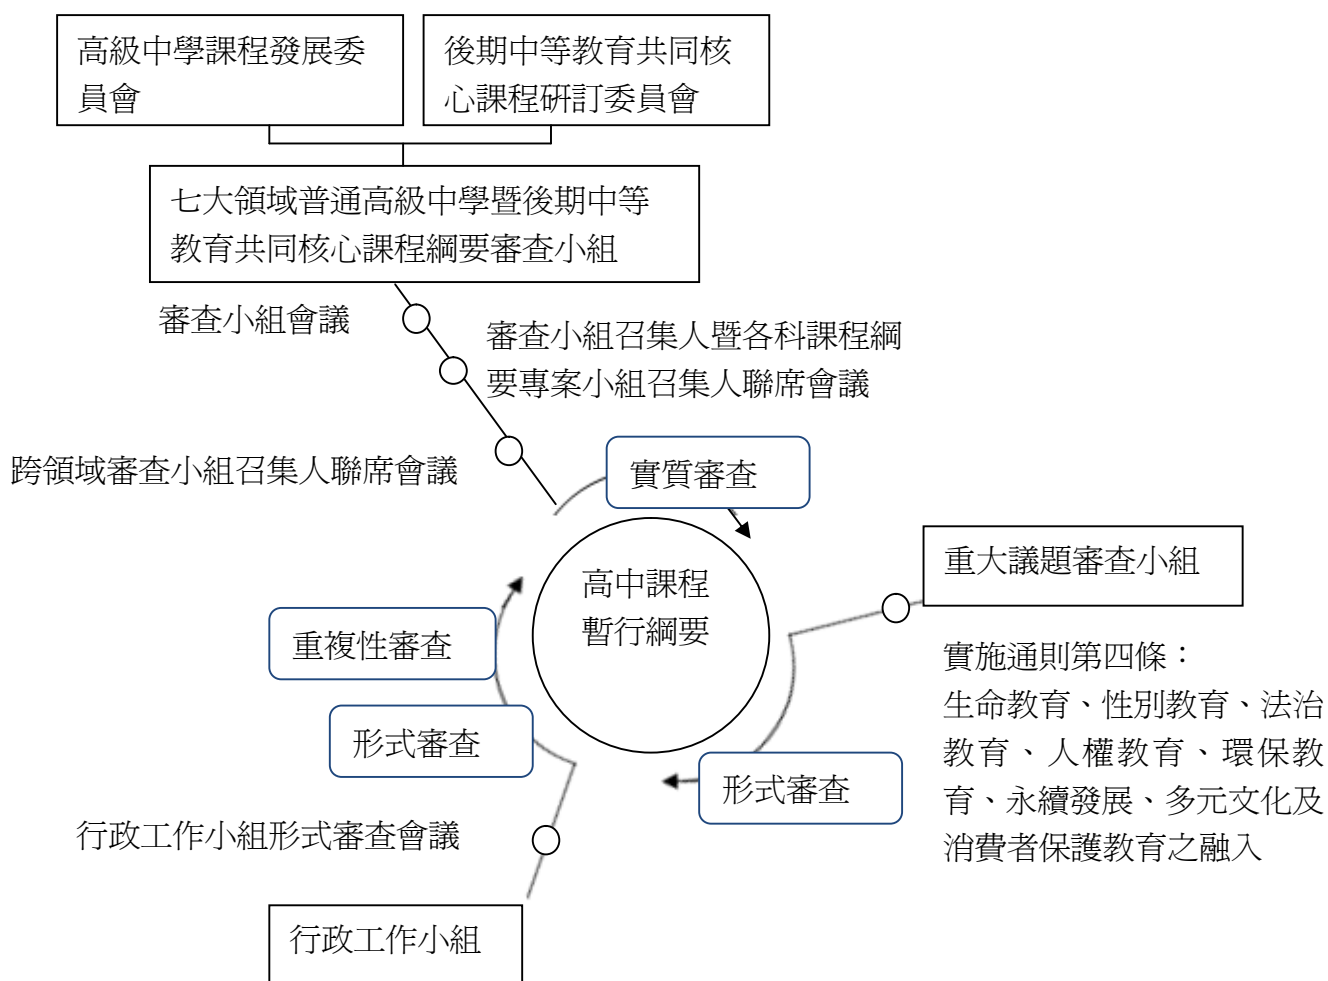 高級中學課程發展委
員會
後期中等教育共同核
心課程研訂委員會
七大領域普通高級中學暨後期中等
教育共同核心課程綱要審查小組
審查小組會議
審查小組召集人暨各科課程綱
要專案小組召集人聯席會議
跨領域審查小組召集人聯席會議
實質審查
高中課程
暫行綱要
重大議題審查小組
實施通則第四條：
生命教育、性別教育、法治
教育、人權教育、環保教
育、永續發展、多元文化及
消費者保護教育之融入
重複性審查
形式審查
形式審查
行政工作小組形式審查會議
行政工作小組